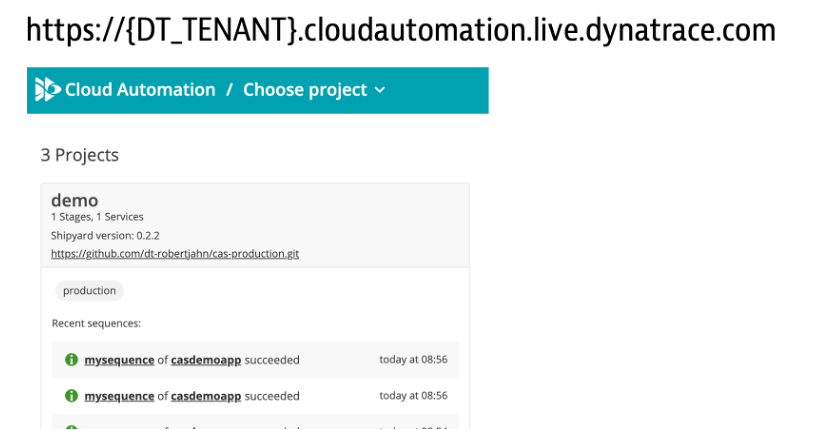 https://{DT_TENANT}.cloudautomation.live.dynatrace.com
Cloud Automation / Choose project
3 Projects
demo
1 Stages, 1 Services
Shipyard version: 0.2.2
https://github.com/dt-robertjahn/cas-production.git
production
Recent sequences:
mysequence of casdemoapp succeeded today at 08:56
mysequence of casdemoapp succeeded today at 08:56